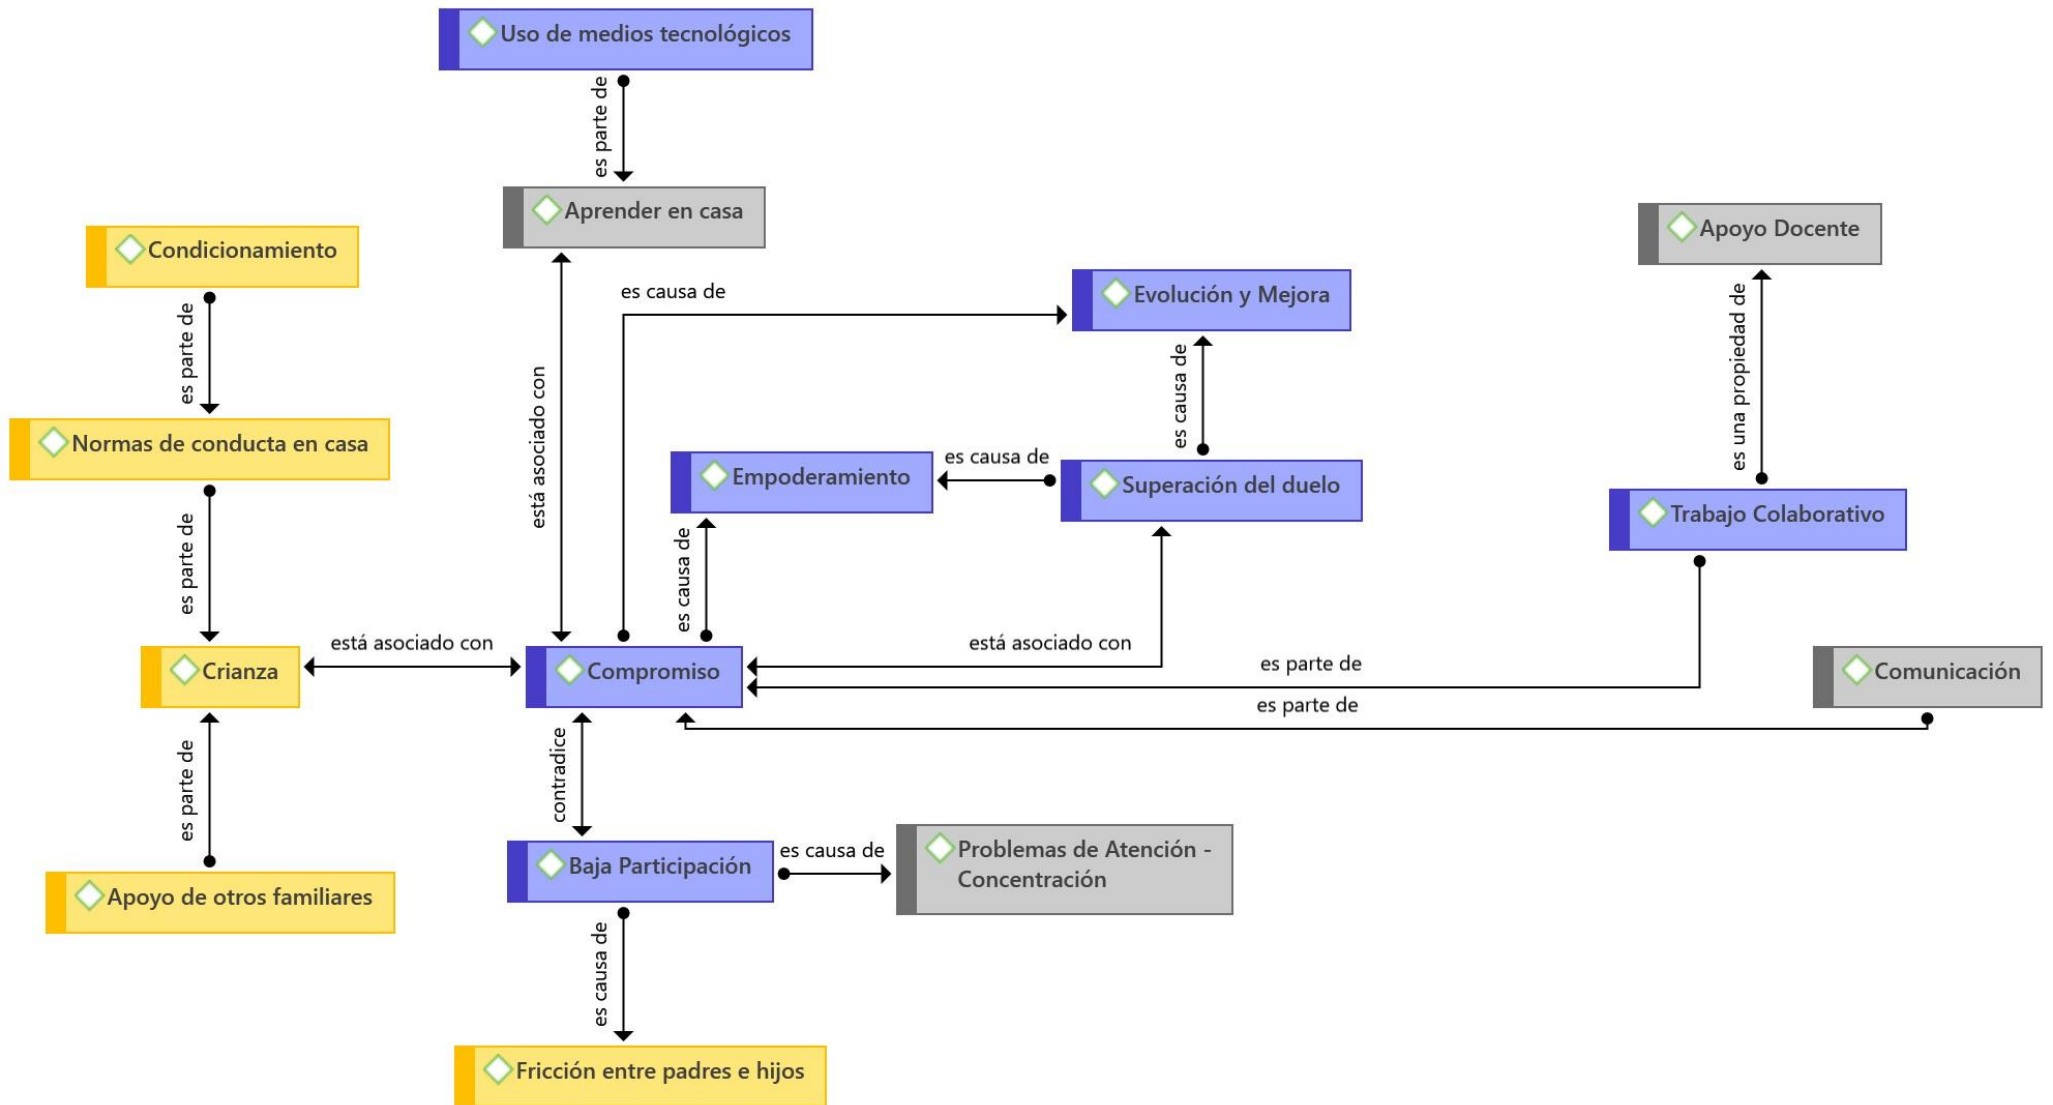 Uso de medios tecnológicos
es parte de
Aprender en casa
Condicionamiento
Apoyo Docente
es causa de
Evolución y Mejora
es parte de
es una propiedad de
es causa de
está asociado con
Normas de conducta en casa
Empoderamiento
es causa de
Superación del duelo
Trabajo Colaborativo
es parte de
es causa de
está asociado con
está asociado con
Crianza
Compromiso
es parte de
Comunicación
es parte de
contradice
es parte de
Baja Participación
es causa de
Problemas de Atención -
Concentración
Apoyo de otros familiares
es causa de
Fricción entre padres e hijos